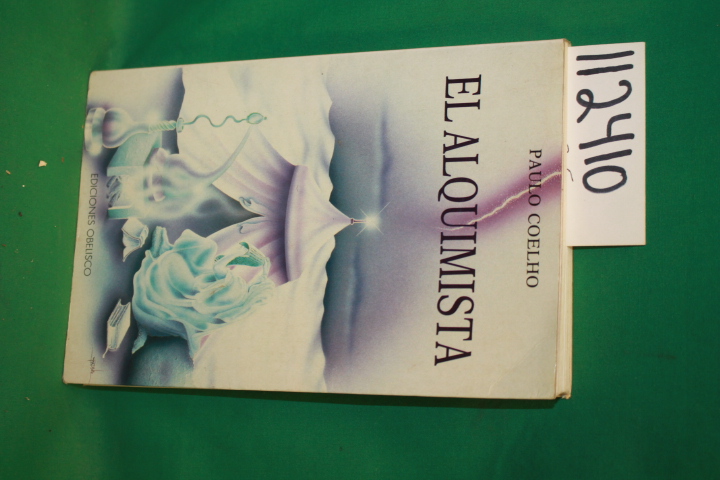 PAULO COELHO
EL ALQUIMISTA
EDICIONES OBELISCO
112410